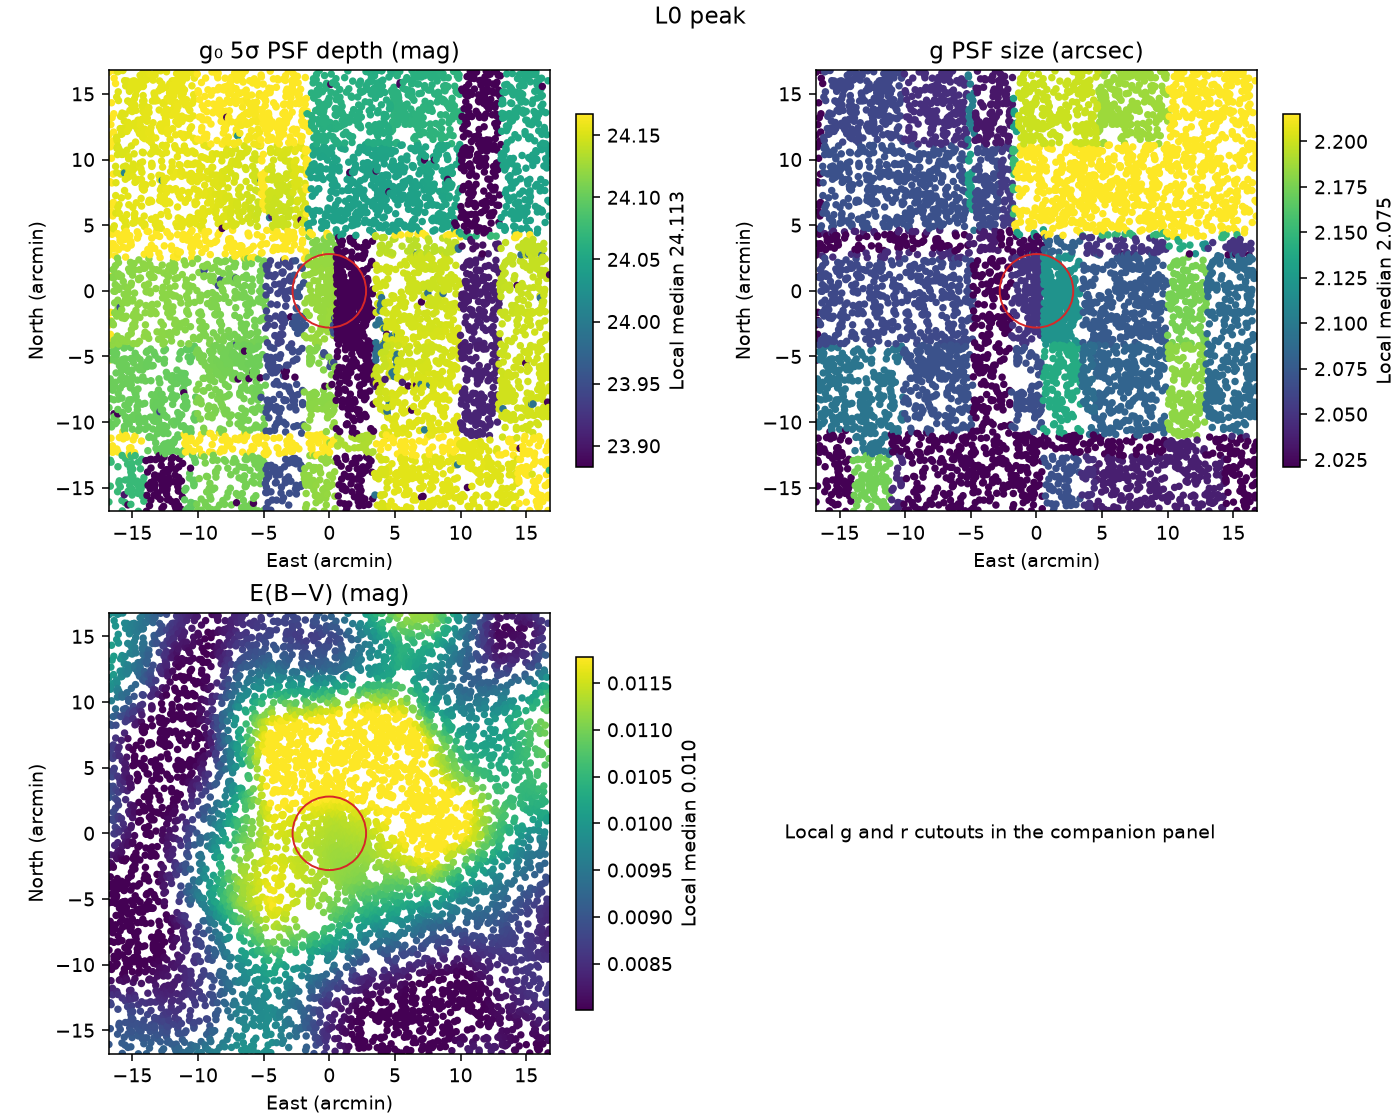 L0 peak
g₀ 5σ PSF depth (mag)
15
10
5
0
−5
−10
−15
North (arcmin)
−15 −10 −5 0 5 10 15
East (arcmin)
24.15
24.10
24.05
24.00
23.95
23.90
Local median 24.113
g PSF size (arcsec)
15
10
5
0
−5
−10
−15
North (arcmin)
−15 −10 −5 0 5 10 15
East (arcmin)
2.200
2.175
2.150
2.125
2.100
2.075
2.050
2.025
Local median 2.075
E(B−V) (mag)
15
10
5
0
−5
−10
−15
North (arcmin)
−15 −10 −5 0 5 10 15
East (arcmin)
0.0115
0.0110
0.0105
0.0100
0.0095
0.0090
0.0085
Local median 0.010
Local g and r cutouts in the companion panel